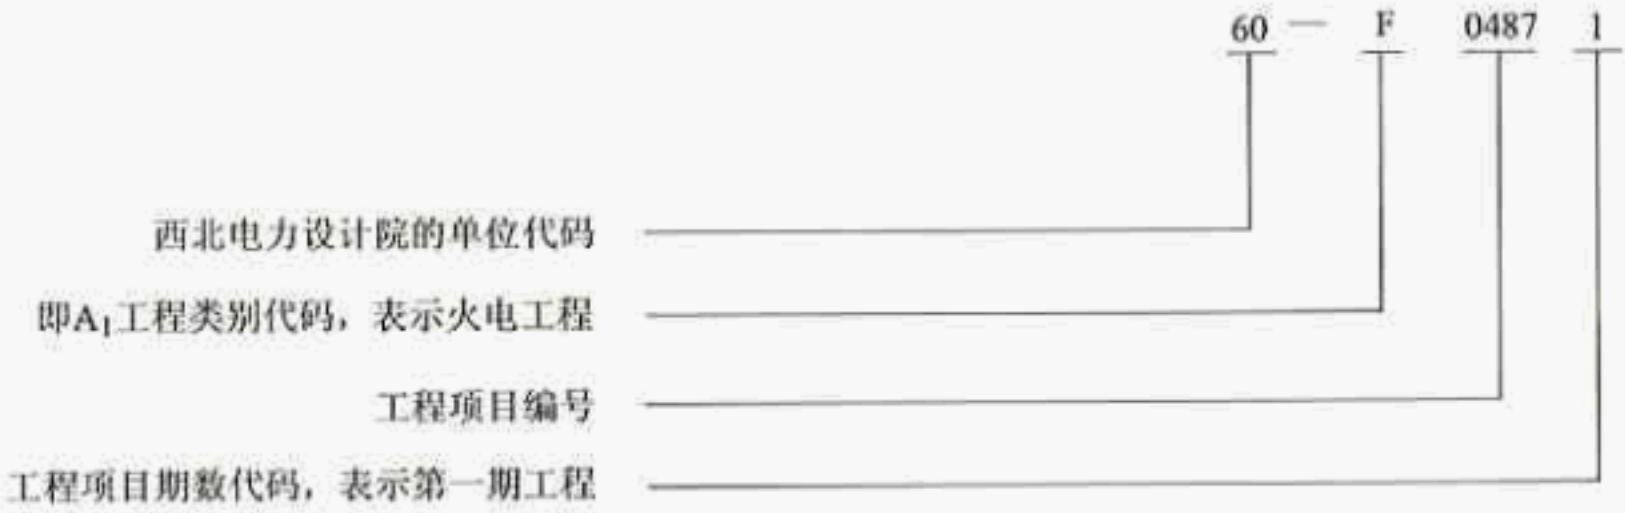 60 — F 0487 1
西北电力设计院的单位代码
即A₁工程类别代码，表示火电工程
工程项目编号
工程项目期数代码，表示第一期工程